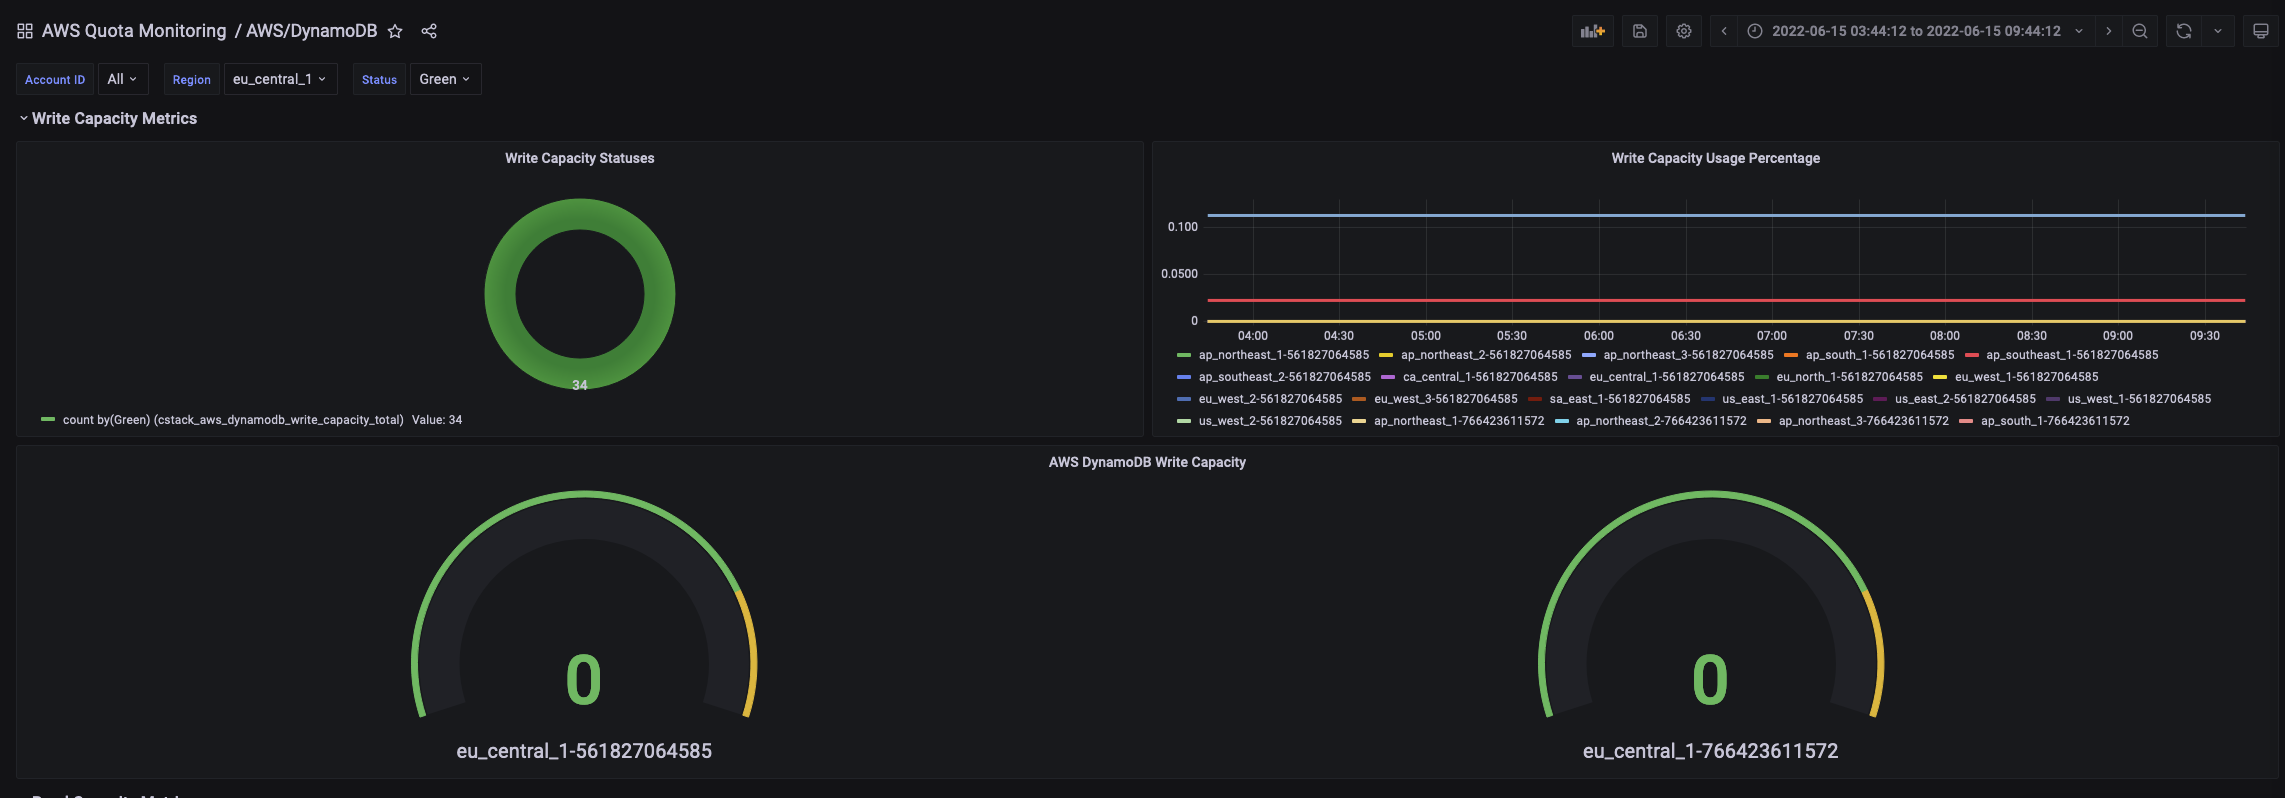 AWS Quota Monitoring / AWS/DynamoDB
2022-06-15 03:44:12 to 2022-06-15 09:44:12
Account ID All Region eu_central_1 Status Green
Write Capacity Metrics
Write Capacity Statuses
34
count by(Green) (cstack_aws_dynamodb_write_capacity_total) Value: 34
Write Capacity Usage Percentage
0.100
0.0500
0
04:00 04:30 05:00 05:30 06:00 06:30 07:00 07:30 08:00 08:30 09:00 09:30
ap_northeast_1-561827064585 ap_northeast_2-561827064585 ap_northeast_3-561827064585 ap_south_1-561827064585 ap_southeast_1-561827064585
ap_southeast_2-561827064585 ca_central_1-561827064585 eu_central_1-561827064585 eu_north_1-561827064585 eu_west_1-561827064585
eu_west_2-561827064585 eu_west_3-561827064585 sa_east_1-561827064585 us_east_1-561827064585 us_east_2-561827064585 us_west_1-561827064585
us_west_2-561827064585 ap_northeast_1-766423611572 ap_northeast_2-766423611572 ap_northeast_3-766423611572 ap_south_1-766423611572
AWS DynamoDB Write Capacity
0
eu_central_1-561827064585
0
eu_central_1-766423611572